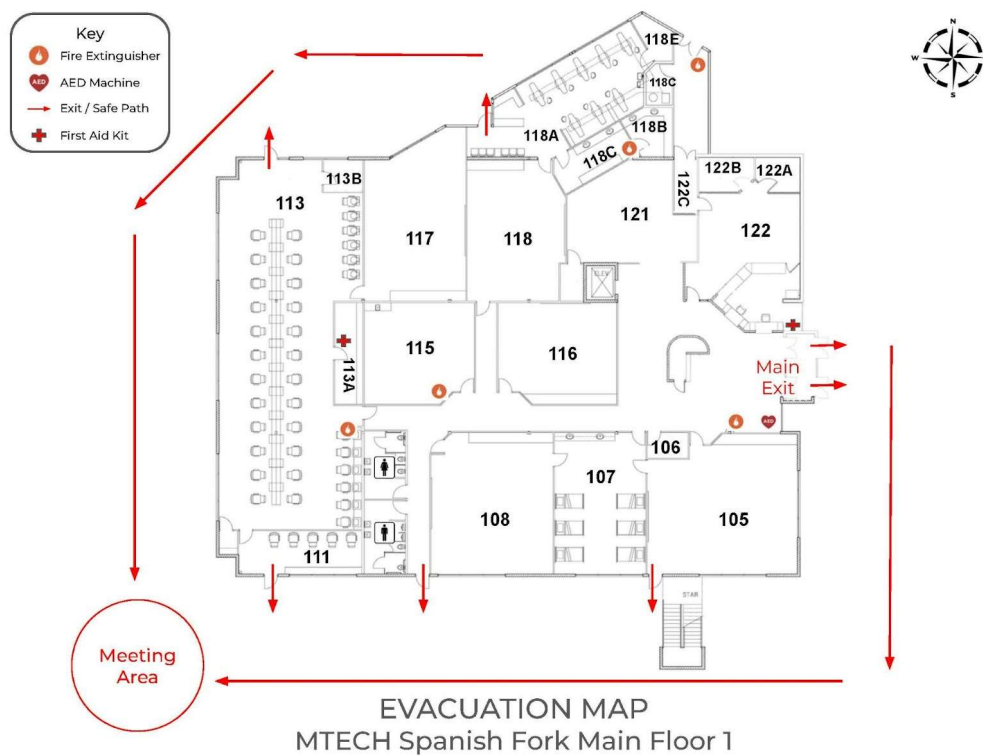 Key
Fire Extinguisher
AED
AED Machine
Exit / Safe Path
First Aid Kit
N
W
E
S
118E
118C
118A
118B
118C
113B
113
117
118
121
122C
122B
122A
122
ELEV
115
116
113A
Main
Exit
AED
106
107
108
105
111
STAIR
Meeting
Area
EVACUATION MAP
MTECH Spanish Fork Main Floor 1